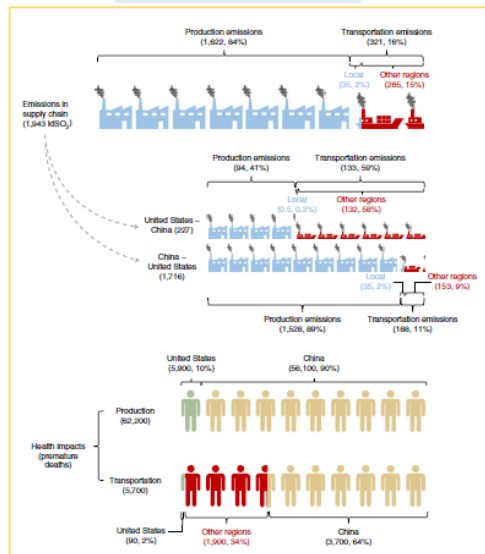 Production emissions
(1,622, 84%)
Transportation emissions
(321, 16%)
Local
(35, 2%)
Other regions
(285, 15%)
Emissions in
supply chain
(1,943 ktSO₂)
Production emissions
(94, 41%)
Transportation emissions
(133, 59%)
Local
(0.5, 0.2%)
Other regions
(132, 58%)
United States –
China (227)
China –
United States
(1,716)
Local
(35, 2%)
Other regions
(153, 9%)
Production emissions
(1,528, 89%)
Transportation emissions
(188, 11%)
United States
(5,900, 10%)
China
(56,100, 90%)
Production
(62,200)
Health impacts
(premature
deaths)
Transportation
(5,700)
United States
(90, 2%)
Other regions
(1,900, 34%)
China
(3,700, 64%)